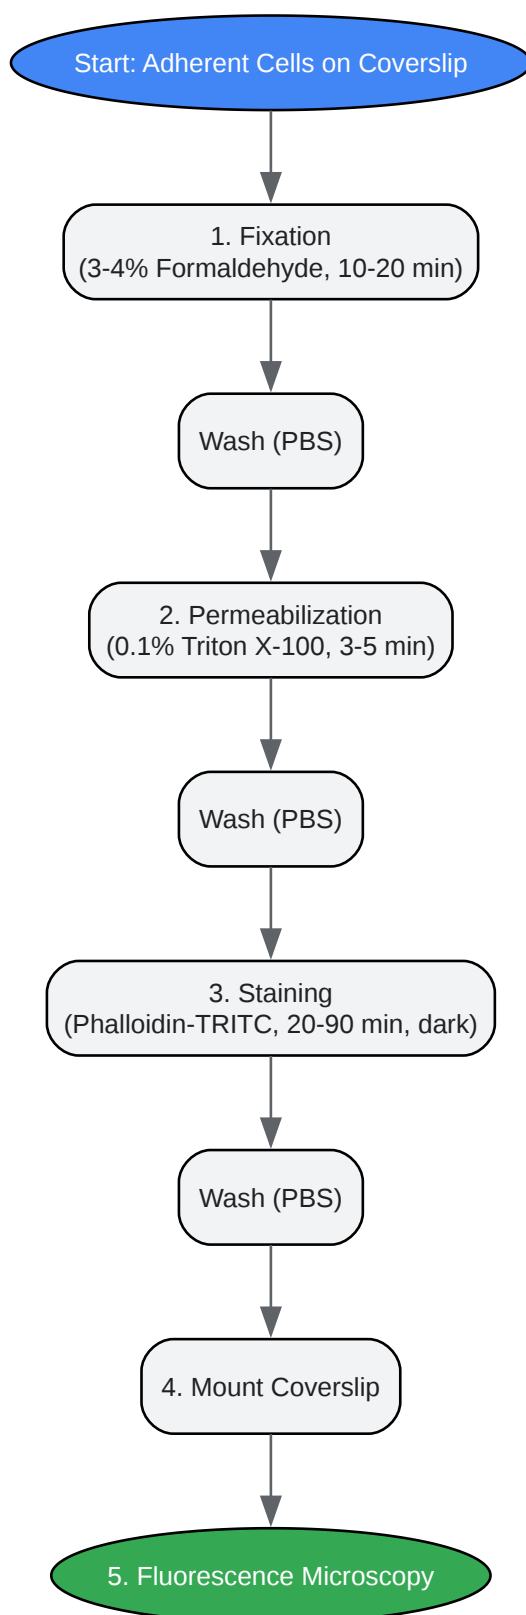 Start: Adherent Cells on Coverslip
1. Fixation
(3-4% Formaldehyde, 10-20 min)
Wash (PBS)
2. Permeabilization
(0.1% Triton X-100, 3-5 min)
Wash (PBS)
3. Staining
(Phalloidin-TRITC, 20-90 min, dark)
Wash (PBS)
4. Mount Coverslip
5. Fluorescence Microscopy